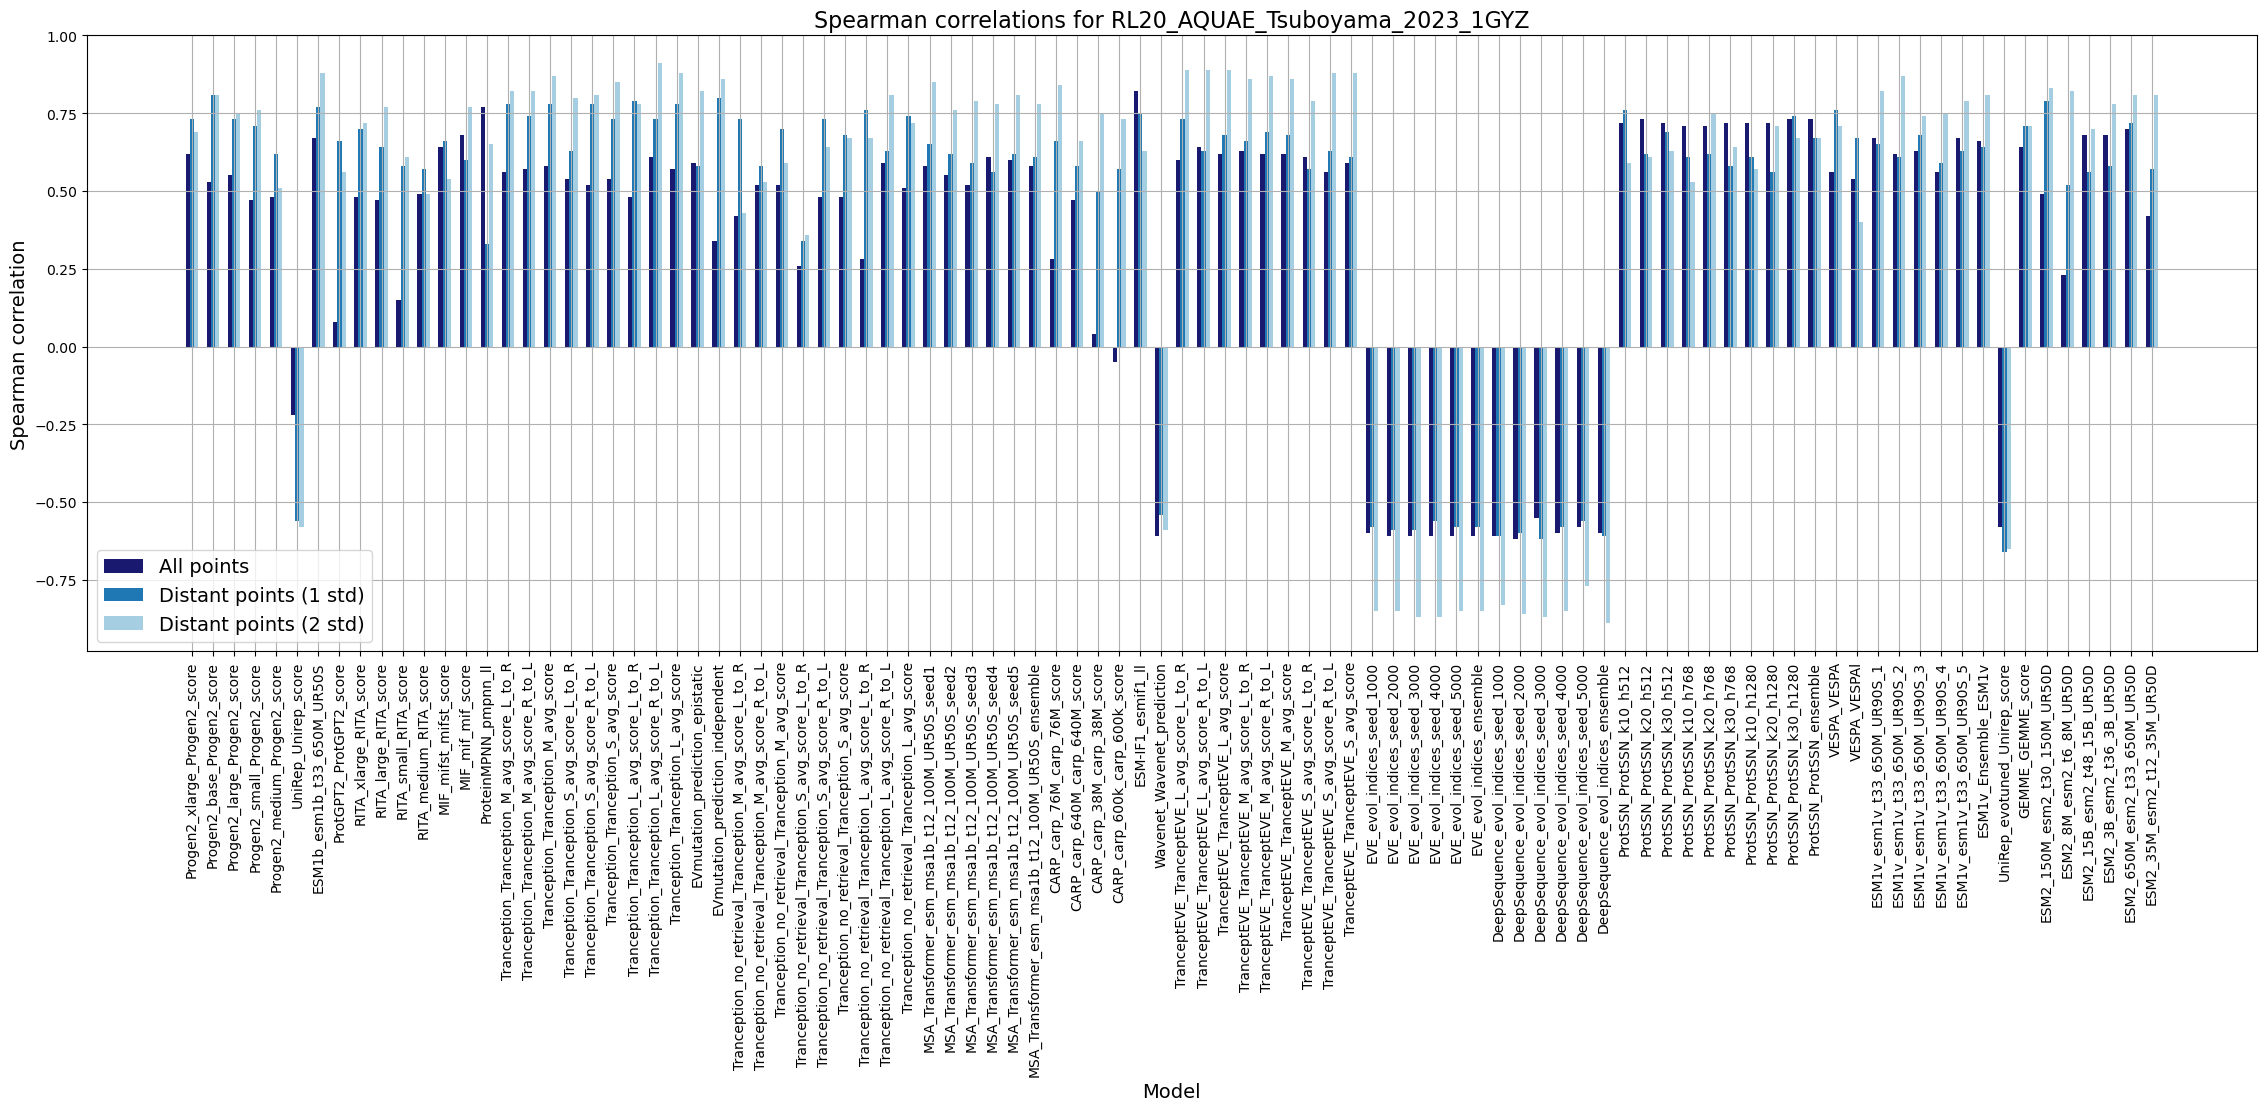 Spearman correlations for RL20_AQUAE_Tsuboyama_2023_1GYZ
1.00
0.75
0.50
0.25
0.00
−0.25
−0.50
−0.75
Spearman correlation
All points
Distant points (1 std)
Distant points (2 std)
Progen2_xlarge_Progen2_score
Progen2_base_Progen2_score
Progen2_large_Progen2_score
Progen2_small_Progen2_score
Progen2_medium_Progen2_score
UniRep_Unirep_score
ESM1b_esm1b_t33_650M_UR50S
ProtGPT2_ProtGPT2_score
RITA_xlarge_RITA_score
RITA_large_RITA_score
RITA_small_RITA_score
RITA_medium_RITA_score
MIF_mifst_mifst_score
MIF_mif_mif_score
ProteinMPNN_pmpnn_ll
Tranception_Tranception_M_avg_score_L_to_R
Tranception_Tranception_M_avg_score_R_to_L
Tranception_Tranception_M_avg_score
Tranception_Tranception_S_avg_score_L_to_R
Tranception_Tranception_S_avg_score_R_to_L
Tranception_Tranception_S_avg_score
Tranception_Tranception_L_avg_score_L_to_R
Tranception_Tranception_L_avg_score_R_to_L
Tranception_Tranception_L_avg_score
EVmutation_prediction_epistatic
EVmutation_prediction_independent
Tranception_no_retrieval_Tranception_M_avg_score_L_to_R
Tranception_no_retrieval_Tranception_M_avg_score_R_to_L
Tranception_no_retrieval_Tranception_M_avg_score
Tranception_no_retrieval_Tranception_S_avg_score_L_to_R
Tranception_no_retrieval_Tranception_S_avg_score_R_to_L
Tranception_no_retrieval_Tranception_S_avg_score
Tranception_no_retrieval_Tranception_L_avg_score_L_to_R
Tranception_no_retrieval_Tranception_L_avg_score_R_to_L
Tranception_no_retrieval_Tranception_L_avg_score
MSA_Transformer_esm_msa1b_t12_100M_UR50S_seed1
MSA_Transformer_esm_msa1b_t12_100M_UR50S_seed2
MSA_Transformer_esm_msa1b_t12_100M_UR50S_seed3
MSA_Transformer_esm_msa1b_t12_100M_UR50S_seed4
MSA_Transformer_esm_msa1b_t12_100M_UR50S_seed5
MSA_Transformer_esm_msa1b_t12_100M_UR50S_ensemble
CARP_carp_76M_carp_76M_score
CARP_carp_640M_carp_640M_score
CARP_carp_38M_carp_38M_score
CARP_carp_600k_carp_600k_score
ESM-IF1_esmif1_ll
Wavenet_Wavenet_prediction
TranceptEVE_TranceptEVE_L_avg_score_L_to_R
TranceptEVE_TranceptEVE_L_avg_score_R_to_L
TranceptEVE_TranceptEVE_L_avg_score
TranceptEVE_TranceptEVE_M_avg_score_L_to_R
TranceptEVE_TranceptEVE_M_avg_score_R_to_L
TranceptEVE_TranceptEVE_M_avg_score
TranceptEVE_TranceptEVE_S_avg_score_L_to_R
TranceptEVE_TranceptEVE_S_avg_score_R_to_L
TranceptEVE_TranceptEVE_S_avg_score
EVE_evol_indices_seed_1000
EVE_evol_indices_seed_2000
EVE_evol_indices_seed_3000
EVE_evol_indices_seed_4000
EVE_evol_indices_seed_5000
EVE_evol_indices_ensemble
DeepSequence_evol_indices_seed_1000
DeepSequence_evol_indices_seed_2000
DeepSequence_evol_indices_seed_3000
DeepSequence_evol_indices_seed_4000
DeepSequence_evol_indices_seed_5000
DeepSequence_evol_indices_ensemble
ProtSSN_ProtSSN_k10_h512
ProtSSN_ProtSSN_k20_h512
ProtSSN_ProtSSN_k30_h512
ProtSSN_ProtSSN_k10_h768
ProtSSN_ProtSSN_k20_h768
ProtSSN_ProtSSN_k30_h768
ProtSSN_ProtSSN_k10_h1280
ProtSSN_ProtSSN_k20_h1280
ProtSSN_ProtSSN_k30_h1280
ProtSSN_ProtSSN_ensemble
VESPA_VESPA
VESPA_VESPAl
ESM1v_esm1v_t33_650M_UR90S_1
ESM1v_esm1v_t33_650M_UR90S_2
ESM1v_esm1v_t33_650M_UR90S_3
ESM1v_esm1v_t33_650M_UR90S_4
ESM1v_esm1v_t33_650M_UR90S_5
ESM1v_Ensemble_ESM1v
UniRep_evotuned_Unirep_score
GEMME_GEMME_score
ESM2_150M_esm2_t30_150M_UR50D
ESM2_8M_esm2_t6_8M_UR50D
ESM2_15B_esm2_t48_15B_UR50D
ESM2_3B_esm2_t36_3B_UR50D
ESM2_650M_esm2_t33_650M_UR50D
ESM2_35M_esm2_t12_35M_UR50D
Model